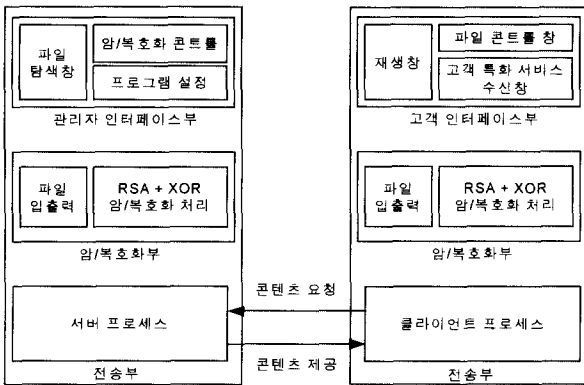 파일
탐색창
암/복호화 콘트롤
프로그램 설정
관리자 인터페이스부
파일
입출력
RSA + XOR
암/복호화 처리
암/복호화부
서버 프로세스
전송부
콘텐츠 요청
콘텐츠 제공
재생창
파일 콘트롤 창
고객 특화 서비스
수신창
고객 인터페이스부
파일
입출력
RSA + XOR
암/복호화 처리
암/복호화부
클라이언트 프로세스
전송부